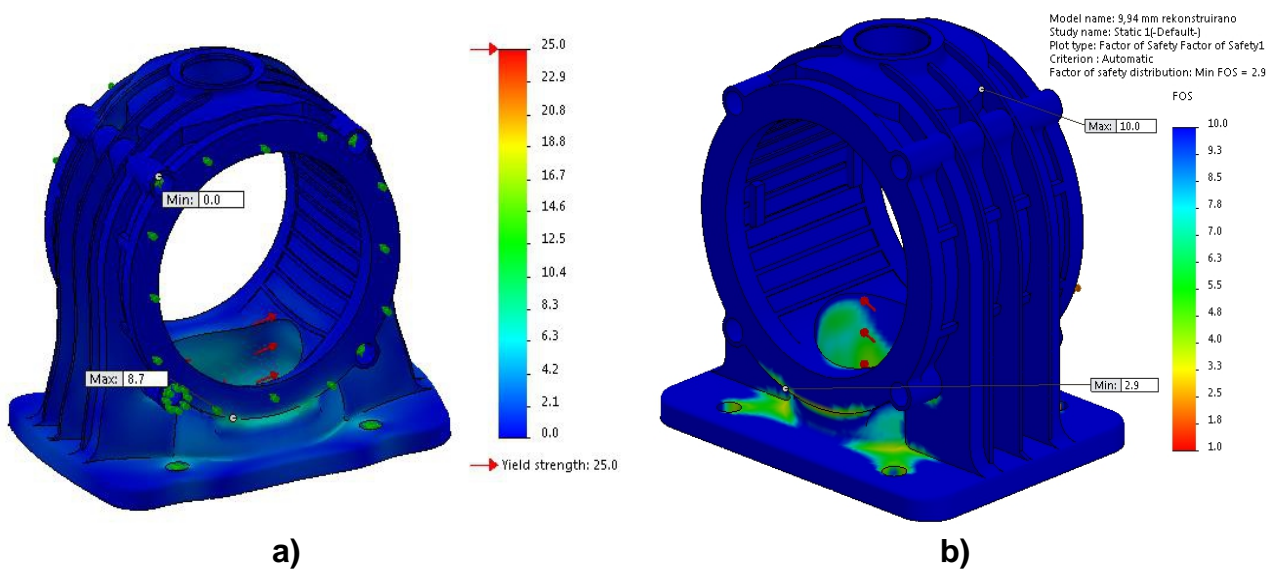 25.0
22.9
20.8
18.7
16.7
14.6
12.5
10.4
8.3
6.3
4.2
2.1
0.0
Yield strength: 25.0
Min: 0.0
Max: 8.7
a)
Model name: 9,94 mm rekonstruirano
Study name: Static 1(-Default-)
Plot type: Factor of Safety Factor of Safety1
Criterion : Automatic
Factor of safety distribution: Min FOS = 2.9
FOS
10.0
9.3
8.5
7.8
7.0
6.3
5.5
4.8
4.0
3.3
2.5
1.8
1.0
Max: 10.0
Min: 2.9
b)